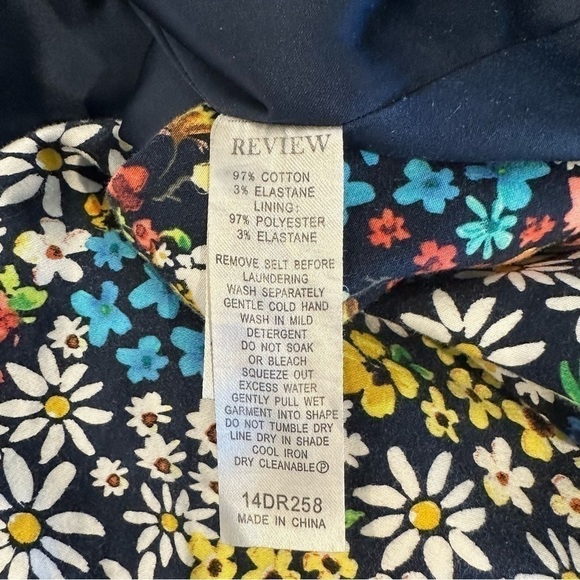 REVIEW
97% COTTON
3% ELASTANE
LINING:
97% POLYESTER
3% ELASTANE
REMOVE SELT BEFORE
LAUNDERING
WASH SEPARATELY
GENTLE COLD HAND
WASH IN MILD
DETERGENT
DO NOT SOAK
OR BLEACH
SQUEEZE OUT
EXCESS WATER
GENTLY PULL WET
GARMENT INTO SHAPE
DO NOT TUMBLE DRY
LINE DRY IN SHADE
COOL IRON
DRY CLEANABLEⓅ
14DR258
MADE IN CHINA